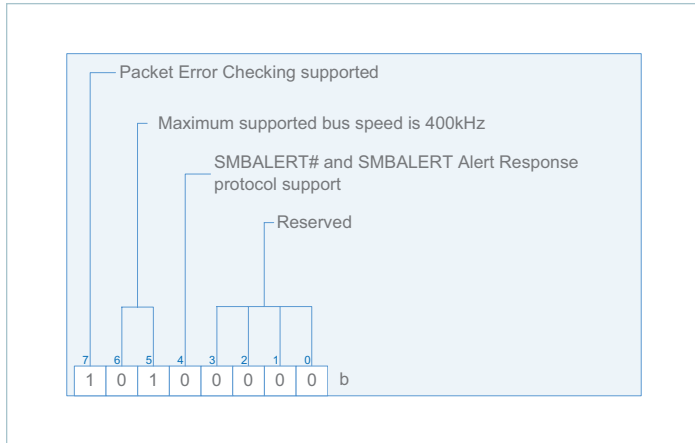 Packet Error Checking supported
Maximum supported bus speed is 400kHz
SMBALERT# and SMBALERT Alert Response
protocol support
Reserved
7 6 5 4 3 2 1 0
1 0 1 0 0 0 0 0 b